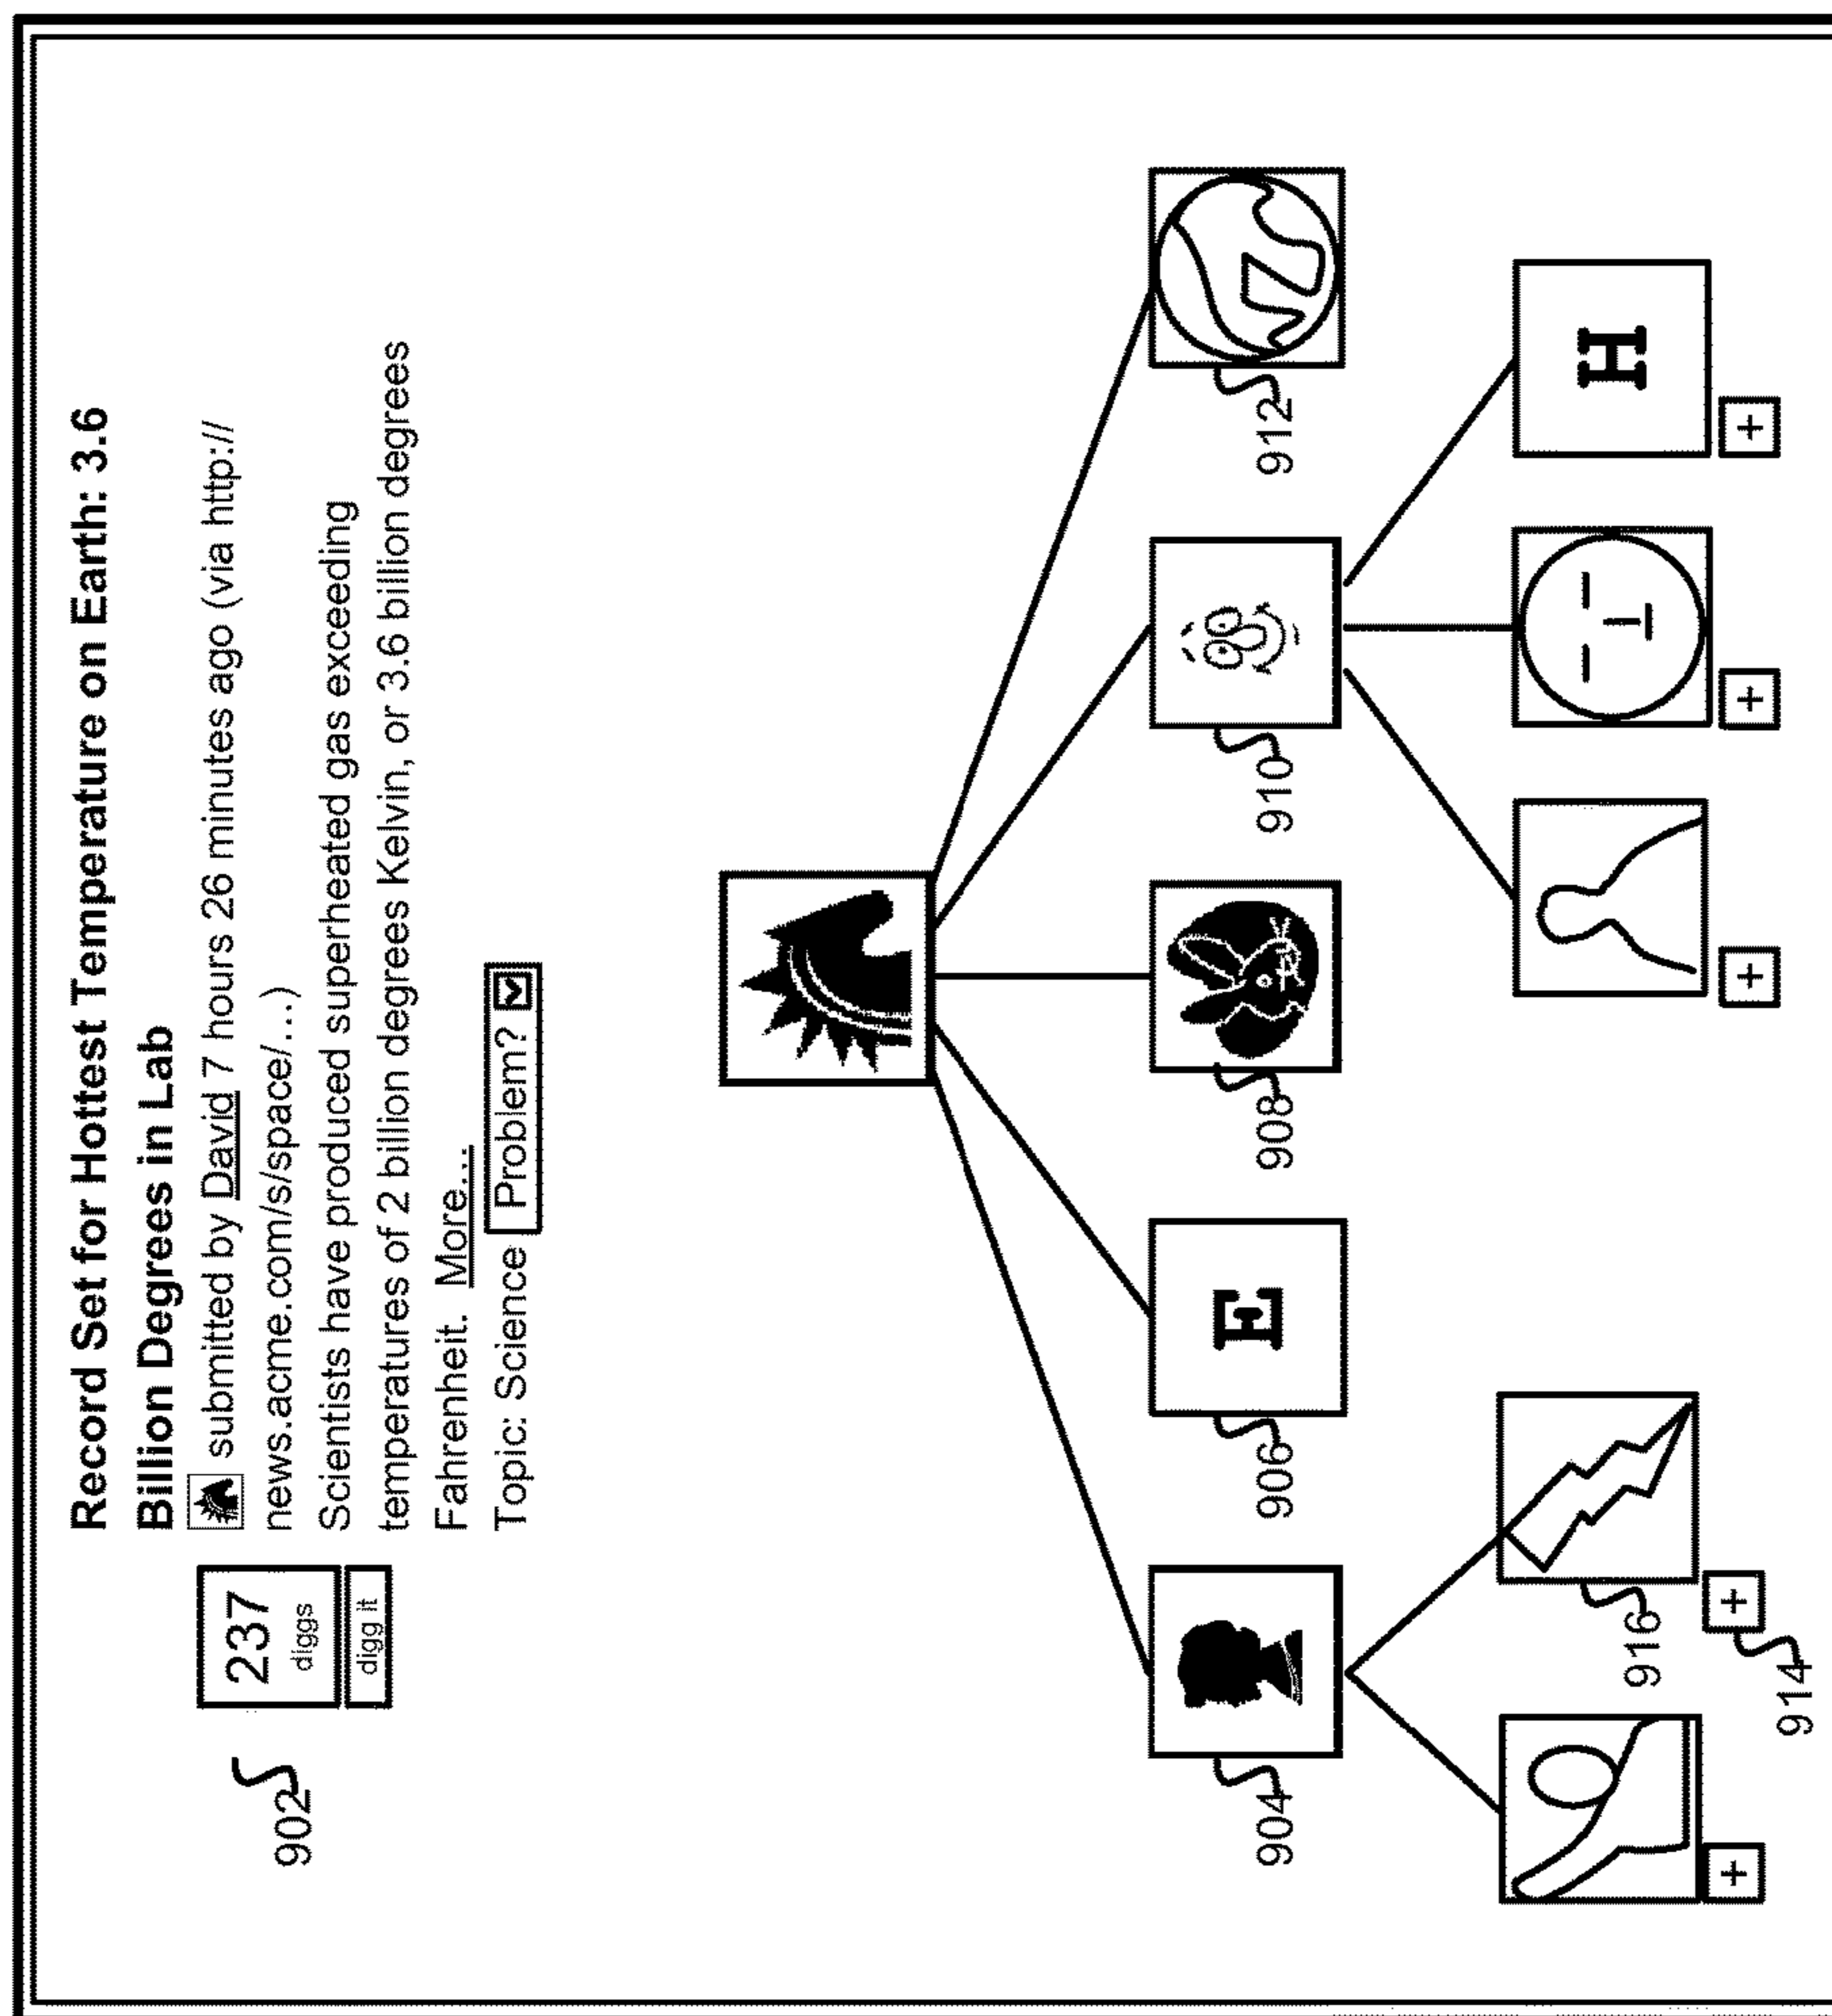 Record Set for Hottest Temperature on Earth: 3.6
Billion Degrees in Lab
submitted by David 7 hours 26 minutes ago (via http://
news.acme.com/s/space/…)
Scientists have produced superheated gas exceeding
temperatures of 2 billion degrees Kelvin, or 3.6 billion degrees
Fahrenheit. More...
Topic: Science Problem?
237
diggs
digg it
902
904
906
E
908
910
912
916
914
H
+
+
+
+
+